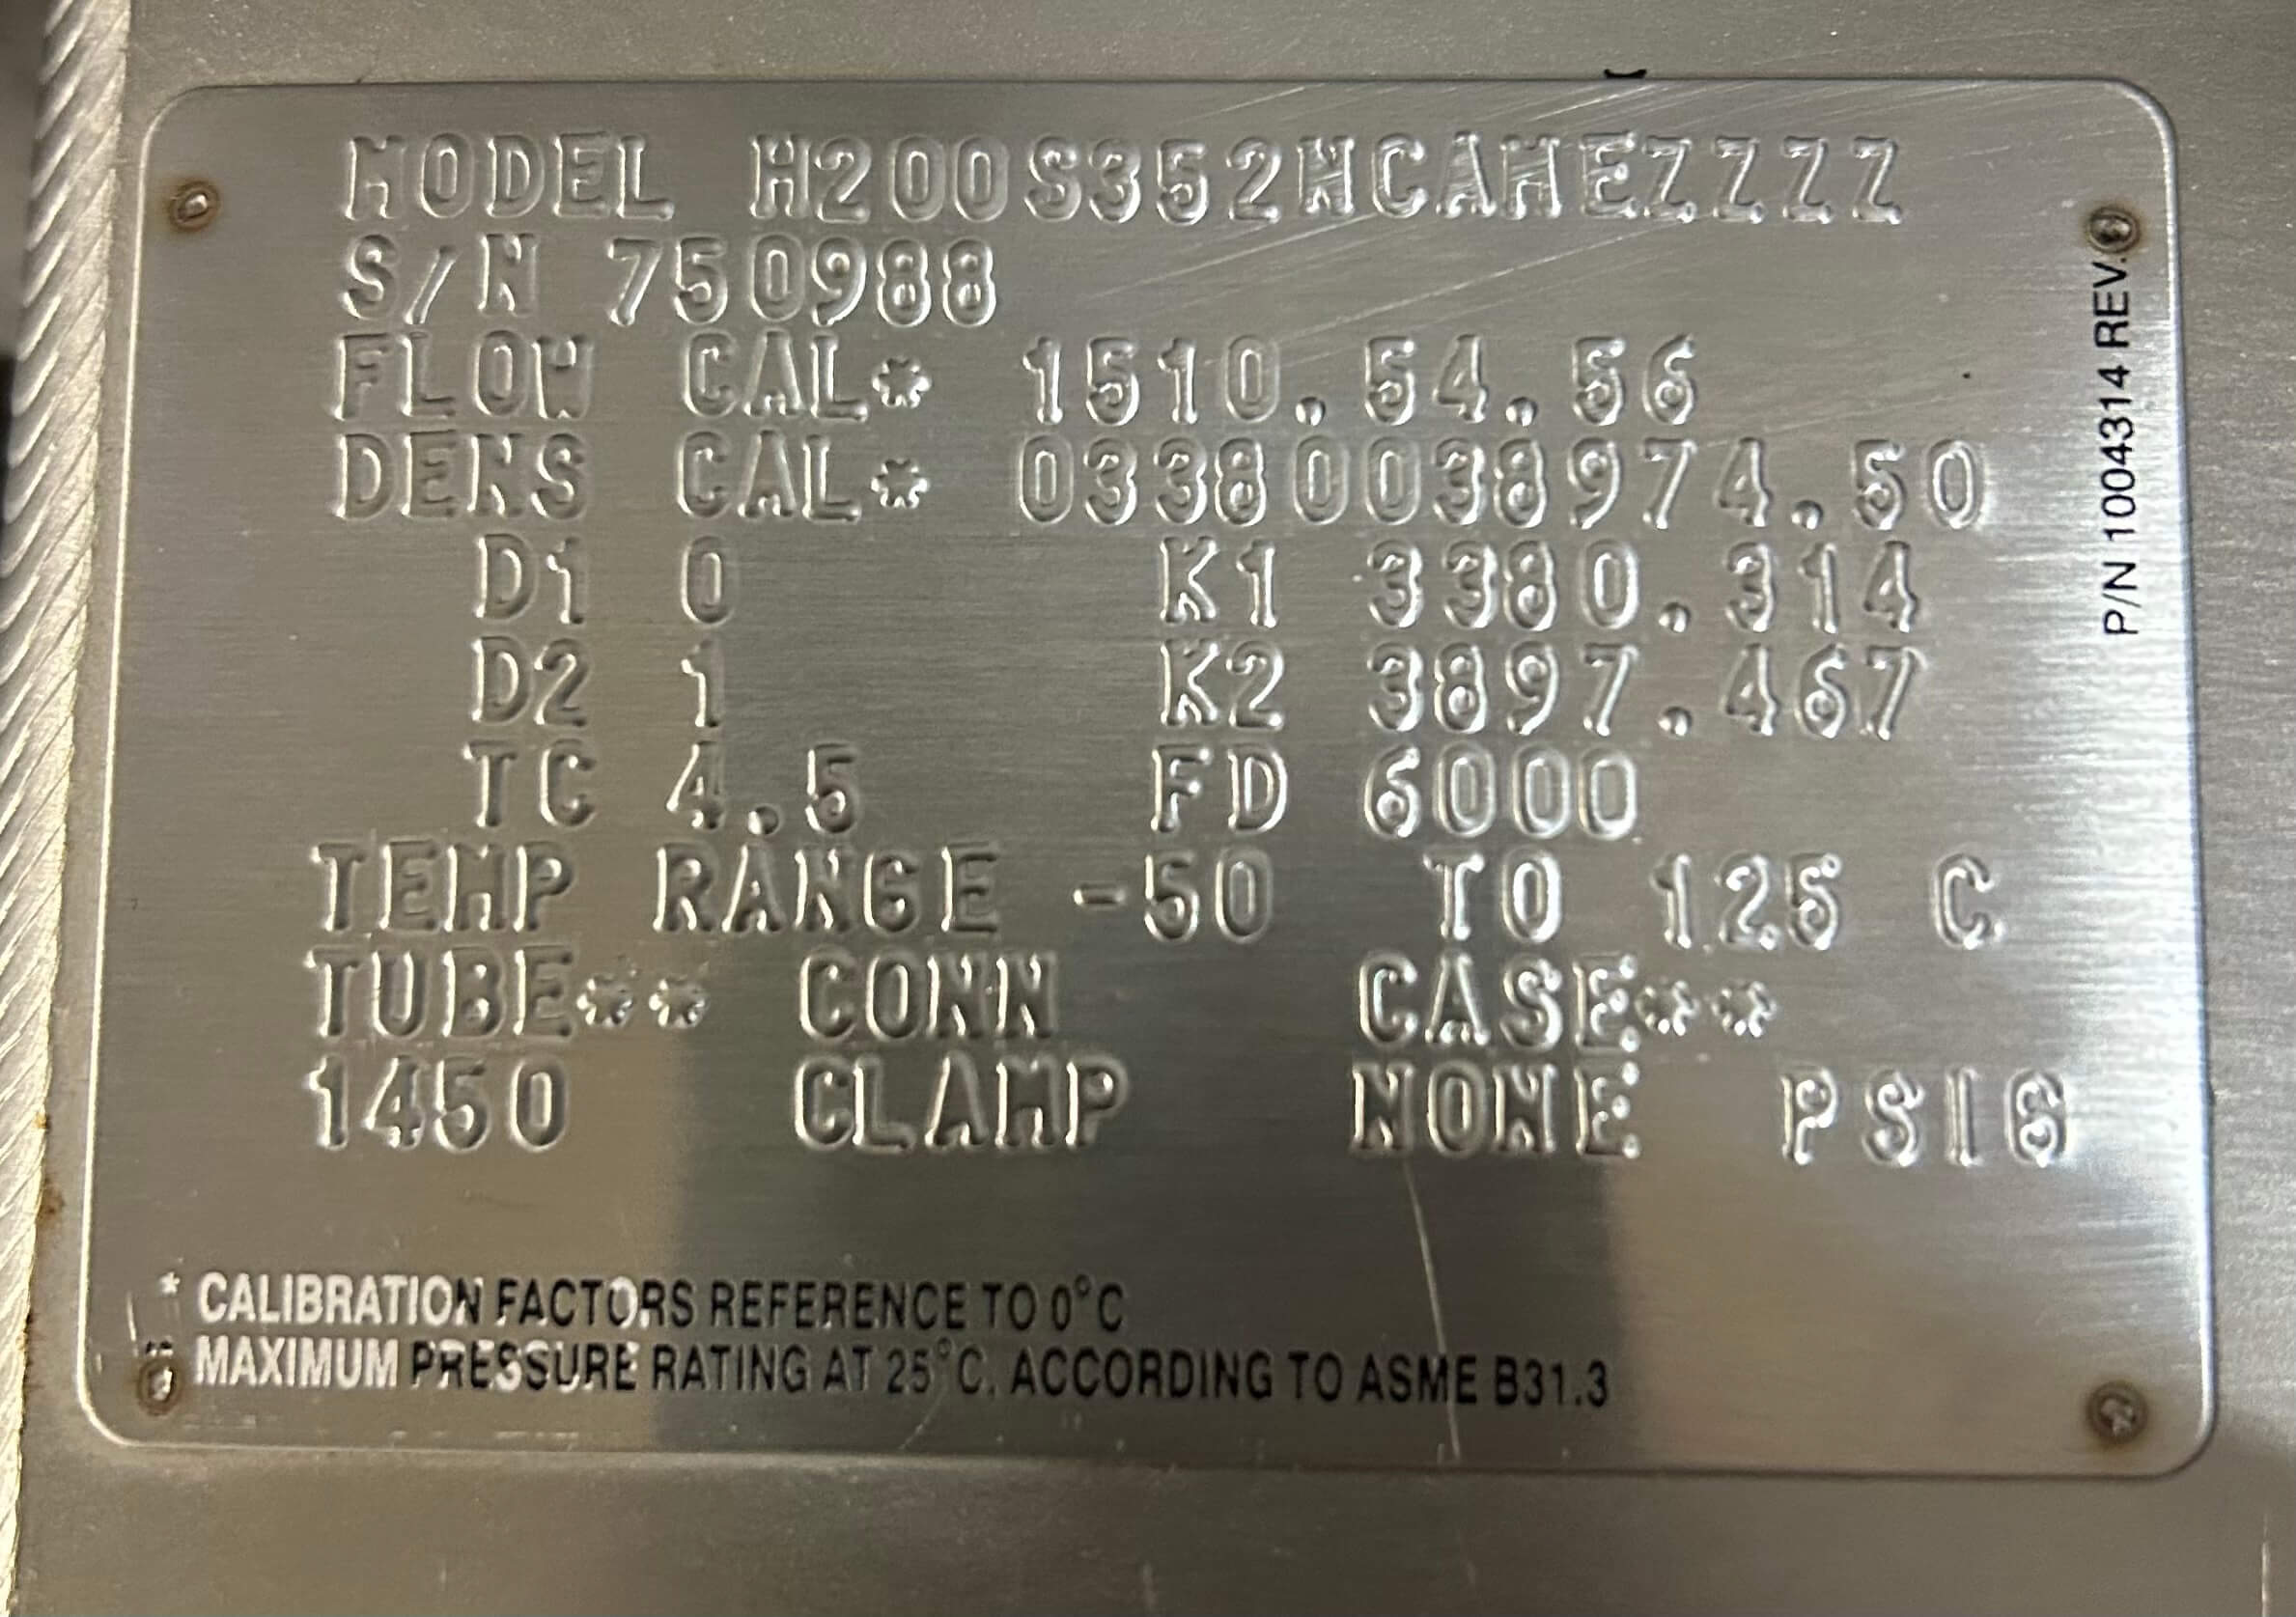 MODEL H200S352NCAMEZZZZ
S/N 750988
FLOW CAL* 1510.54.56
DENS CAL* 03380038974.50
D1 0 K1 3380.314
D2 1 K2 3897.467
TC 4.5 FD 6000
TEMP RANGE -50 TO 125 C
TUBE** CONN CASE**
1450 CLAMP NONE PSIG
* CALIBRATION FACTORS REFERENCE TO 0°C
** MAXIMUM PRESSURE RATING AT 25°C, ACCORDING TO ASME B31.3
P/N 1004314 REV.